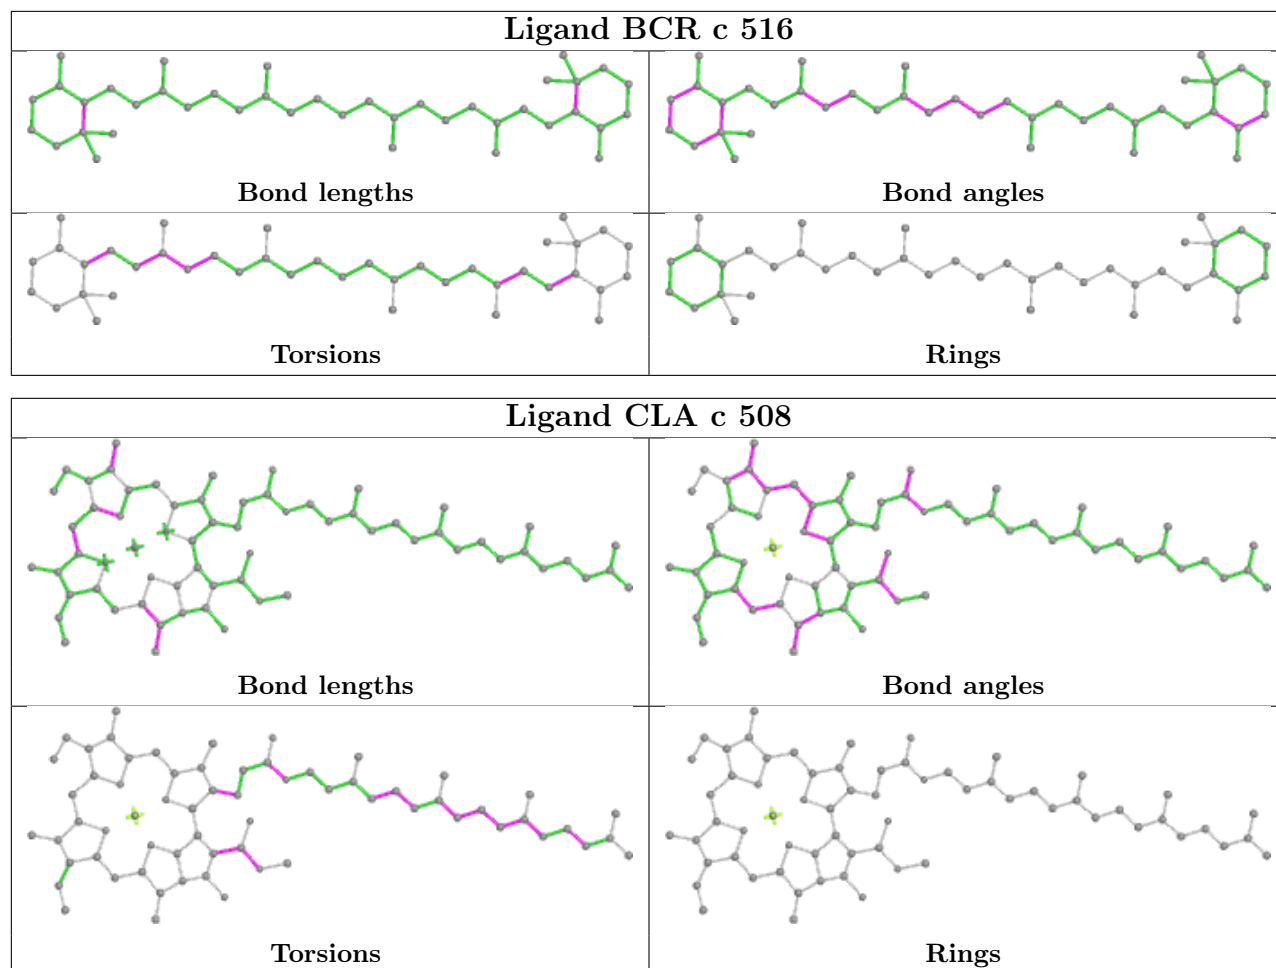 Ligand BCR c 516
Bond lengths
Bond angles
Torsions
Rings
Ligand CLA c 508
Bond lengths
Bond angles
Torsions
Rings